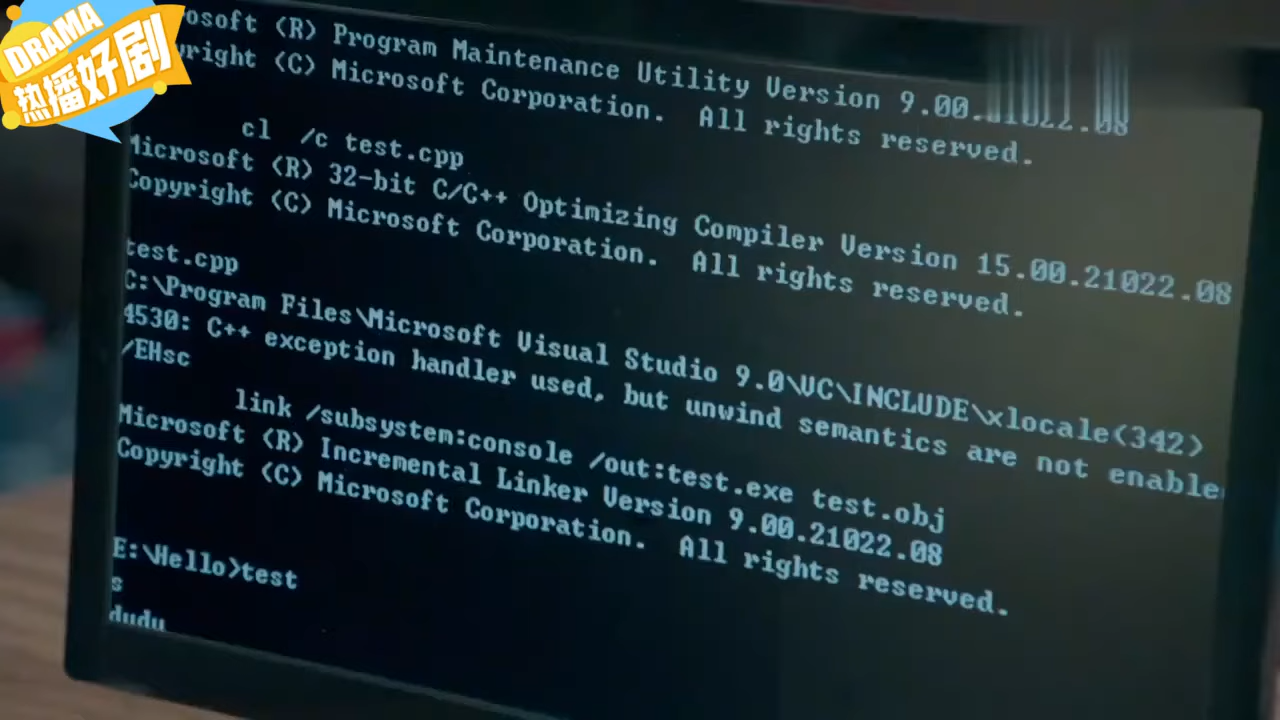 DRAMA
热播好剧
rosoft (R) Program Maintenance Utility Version 9.00.21022.08
yright (C) Microsoft Corporation.  All rights reserved.
cl  /c test.cpp
Microsoft (R) 32-bit C/C++ Optimizing Compiler Version 15.00.21022.08
Copyright (C) Microsoft Corporation.  All rights reserved.
test.cpp
C:\Program Files\Microsoft Visual Studio 9.0\VC\INCLUDE\xlocale(342)
4530: C++ exception handler used, but unwind semantics are not enable
/EHsc
link /subsystem:console /out:test.exe test.obj
Microsoft (R) Incremental Linker Version 9.00.21022.08
Copyright (C) Microsoft Corporation.  All rights reserved.
E:\Hello>test
s
dudu